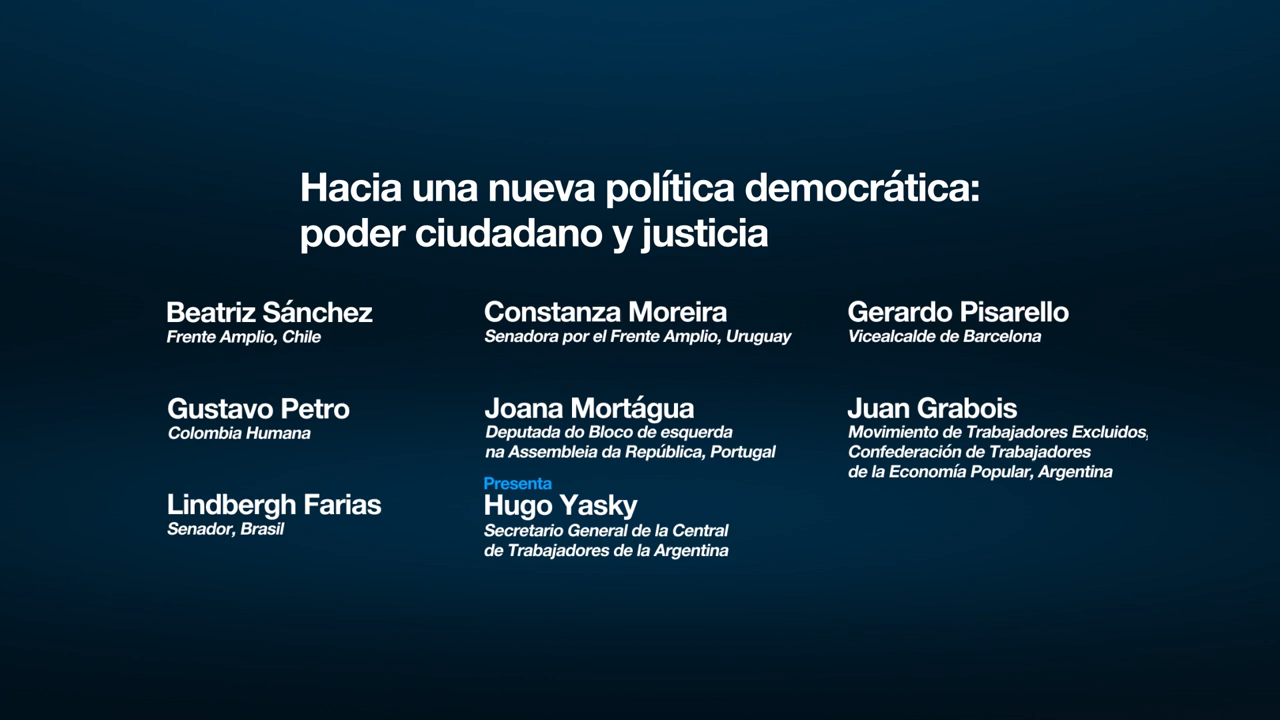 Hacia una nueva política democrática:
poder ciudadano y justicia
Beatriz Sánchez
Frente Amplio, Chile
Constanza Moreira
Senadora por el Frente Amplio, Uruguay
Gerardo Pisarello
Vicealcalde de Barcelona
Gustavo Petro
Colombia Humana
Joana Mortágua
Deputada do Bloco de esquerda
na Assembleia da República, Portugal
Juan Grabois
Movimiento de Trabajadores Excluidos,
Confederación de Trabajadores
de la Economía Popular, Argentina
Lindbergh Farias
Senador, Brasil
Presenta
Hugo Yasky
Secretario General de la Central
de Trabajadores de la Argentina